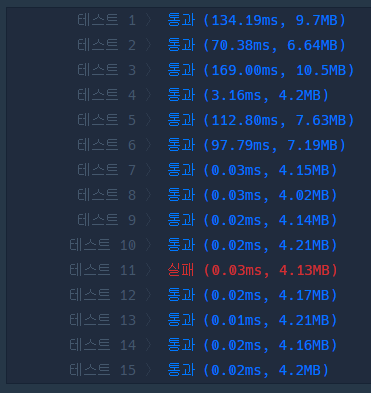 테스트 1 〉 통과 (134.19ms, 9.7MB)
테스트 2 〉 통과 (70.38ms, 6.64MB)
테스트 3 〉 통과 (169.00ms, 10.5MB)
테스트 4 〉 통과 (3.16ms, 4.2MB)
테스트 5 〉 통과 (112.80ms, 7.63MB)
테스트 6 〉 통과 (97.79ms, 7.19MB)
테스트 7 〉 통과 (0.03ms, 4.15MB)
테스트 8 〉 통과 (0.03ms, 4.02MB)
테스트 9 〉 통과 (0.02ms, 4.14MB)
테스트 10 〉 통과 (0.02ms, 4.21MB)
테스트 11 〉 실패 (0.03ms, 4.13MB)
테스트 12 〉 통과 (0.02ms, 4.17MB)
테스트 13 〉 통과 (0.01ms, 4.21MB)
테스트 14 〉 통과 (0.02ms, 4.16MB)
테스트 15 〉 통과 (0.02ms, 4.2MB)